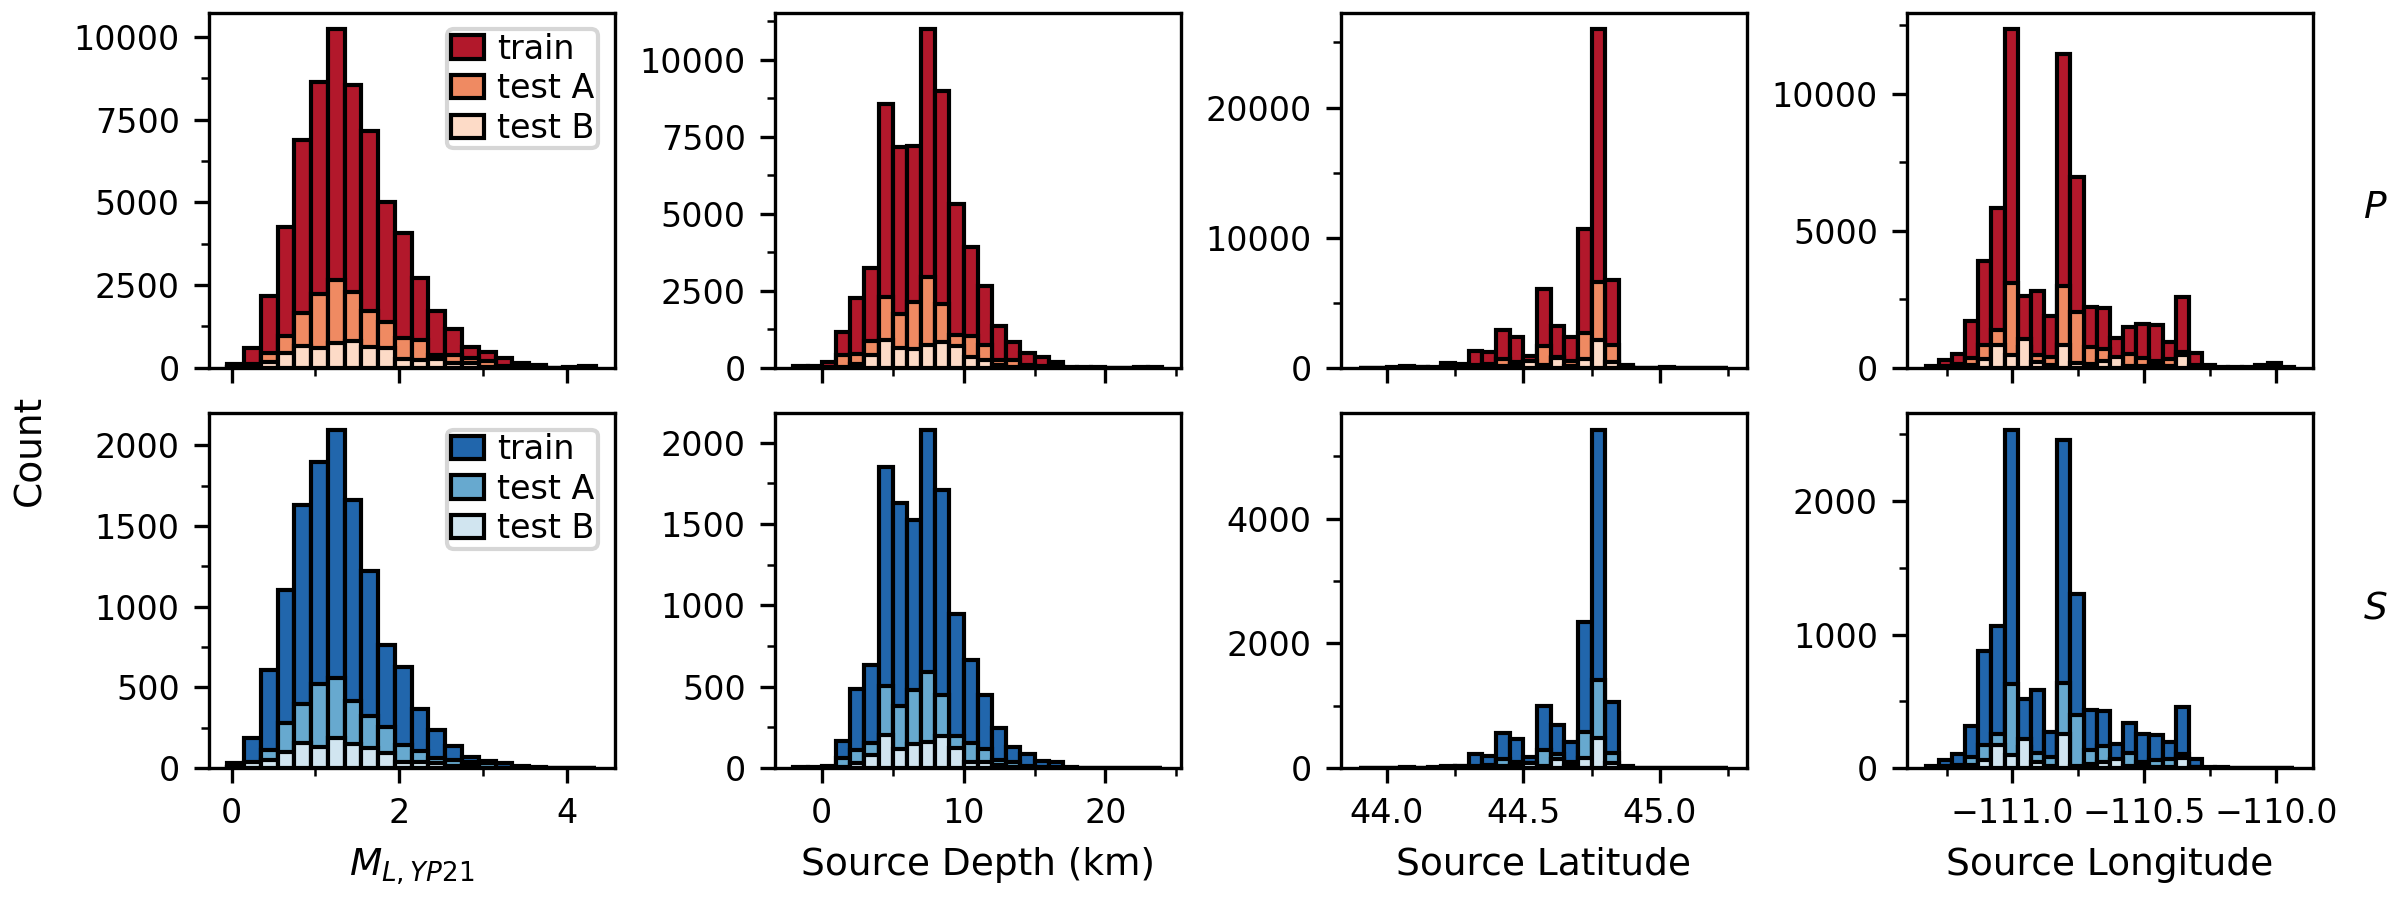 10000
7500
5000
2500
0
train
test A
test B
10000
7500
5000
2500
0
20000
10000
0
10000
5000
0
P
Count
2000
1500
1000
500
0
train
test A
test B
2000
1500
1000
500
0
4000
2000
0
2000
1000
0
S
0 2 4
0 10 20
44.0 44.5 45.0
−111.0 −110.5 −110.0
M_{L, YP21}
Source Depth (km)
Source Latitude
Source Longitude